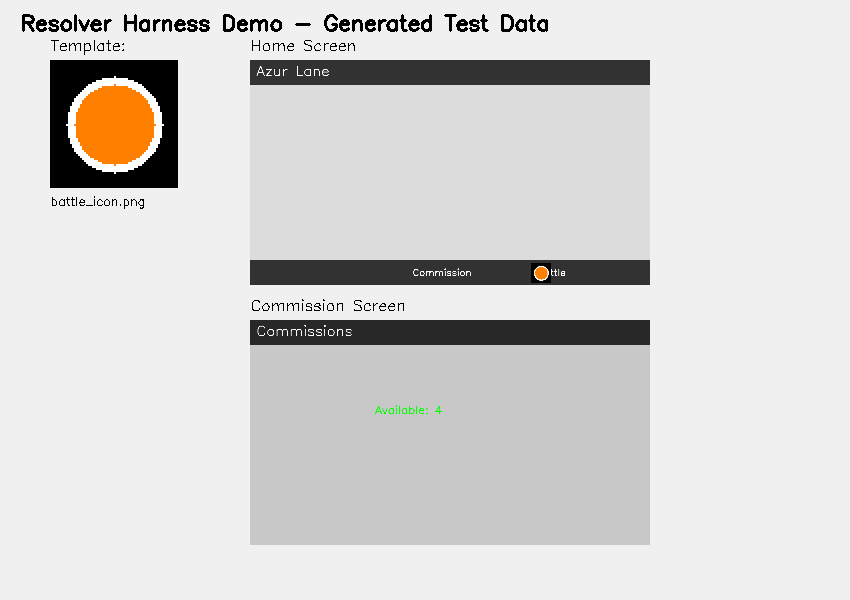 Resolver Harness Demo - Generated Test Data
Template:
battle_icon.png
Home Screen
Azur Lane
Commission
ttle
Commission Screen
Commissions
Available: 4